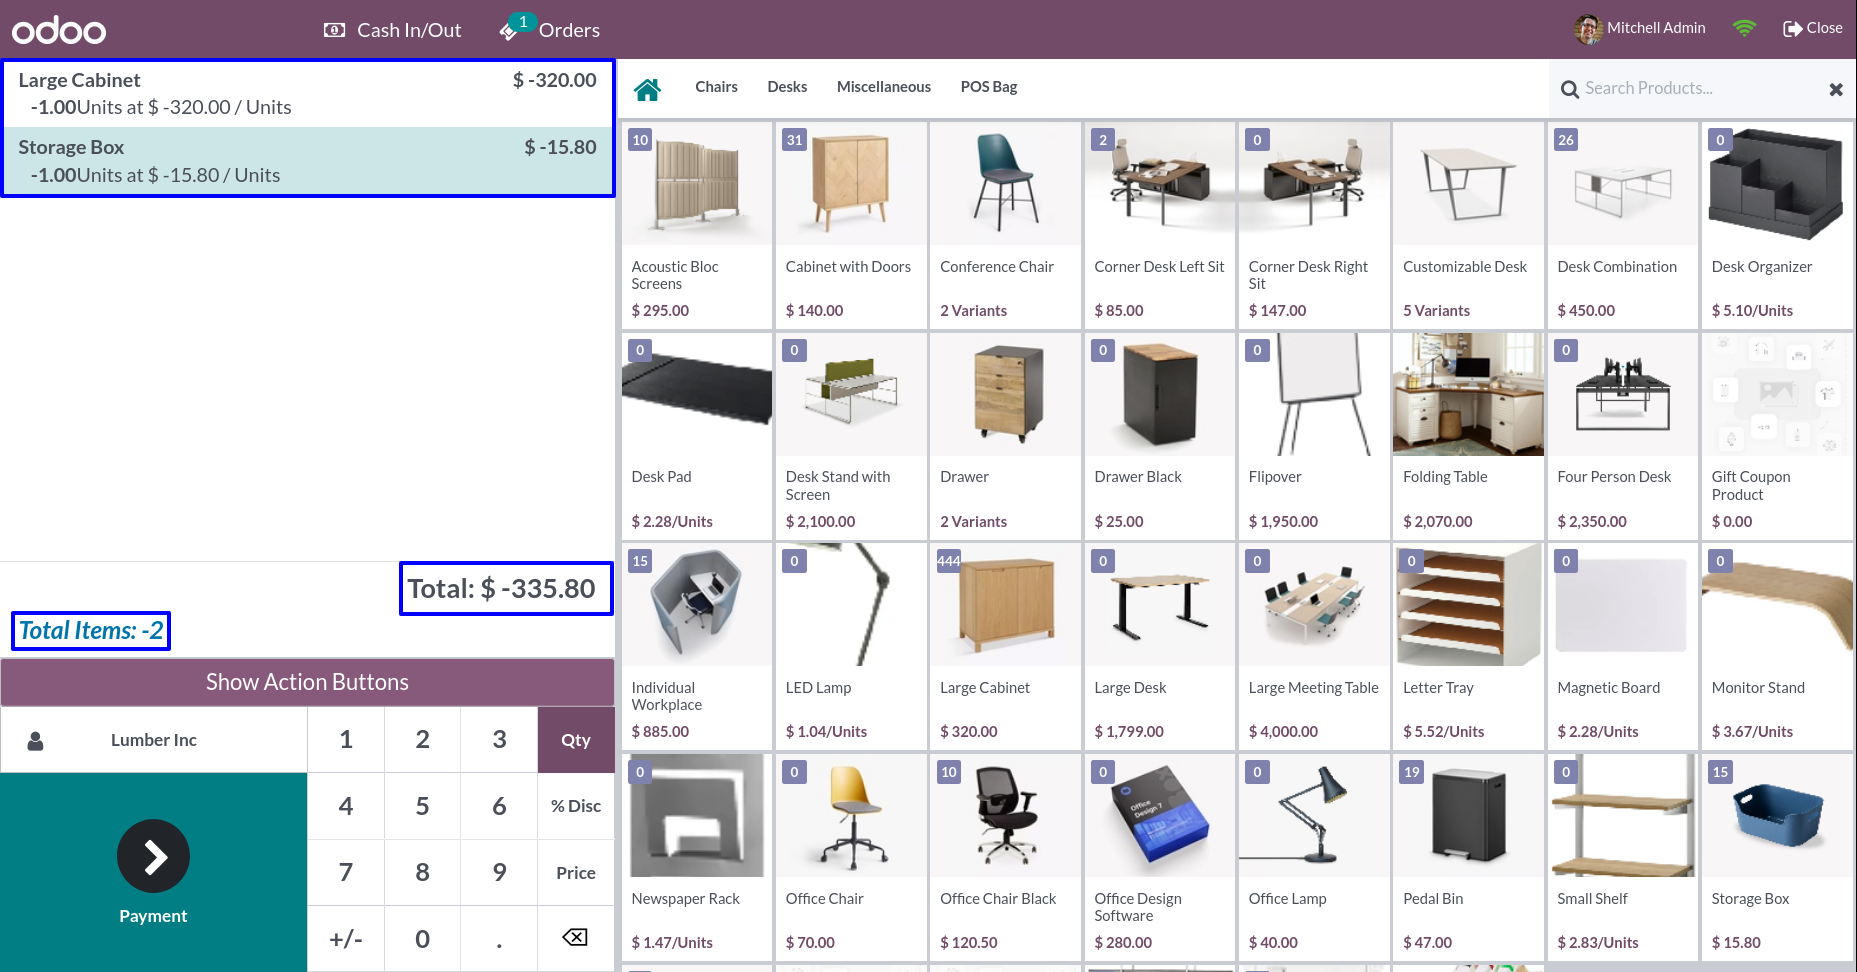 odoo
Cash In/Out
1
Orders
Mitchell Admin
Close
Large Cabinet
$ -320.00
-1.00Units at $ -320.00 / Units
Storage Box
$ -15.80
-1.00Units at $ -15.80 / Units
Total: $ -335.80
Total Items: -2
Show Action Buttons
Lumber Inc
1 2 3 Qty
4 5 6 % Disc
7 8 9 Price
+/- 0 .
Payment
Chairs
Desks
Miscellaneous
POS Bag
Search Products...
10
Acoustic Bloc
Screens
$ 295.00
31
Cabinet with Doors
$ 140.00
Conference Chair
2 Variants
2
Corner Desk Left Sit
$ 85.00
0
Corner Desk Right
Sit
$ 147.00
Customizable Desk
5 Variants
26
Desk Combination
$ 450.00
0
Desk Organizer
$ 5.10/Units
0
Desk Pad
$ 2.28/Units
0
Desk Stand with
Screen
$ 2,100.00
Drawer
2 Variants
0
Drawer Black
$ 25.00
0
Flipover
$ 1,950.00
Folding Table
$ 2,070.00
0
Four Person Desk
$ 2,350.00
Gift Coupon
Product
$ 0.00
15
Individual
Workplace
$ 885.00
0
LED Lamp
$ 1.04/Units
444
Large Cabinet
$ 320.00
0
Large Desk
$ 1,799.00
0
Large Meeting Table
$ 4,000.00
0
Letter Tray
$ 5.52/Units
0
Magnetic Board
$ 2.28/Units
0
Monitor Stand
$ 3.67/Units
0
Newspaper Rack
$ 1.47/Units
0
Office Chair
$ 70.00
10
Office Chair Black
$ 120.50
0
Office
Design 7
Office Design
Software
$ 280.00
0
Office Lamp
$ 40.00
19
Pedal Bin
$ 47.00
0
Small Shelf
$ 2.83/Units
15
Storage Box
$ 15.80